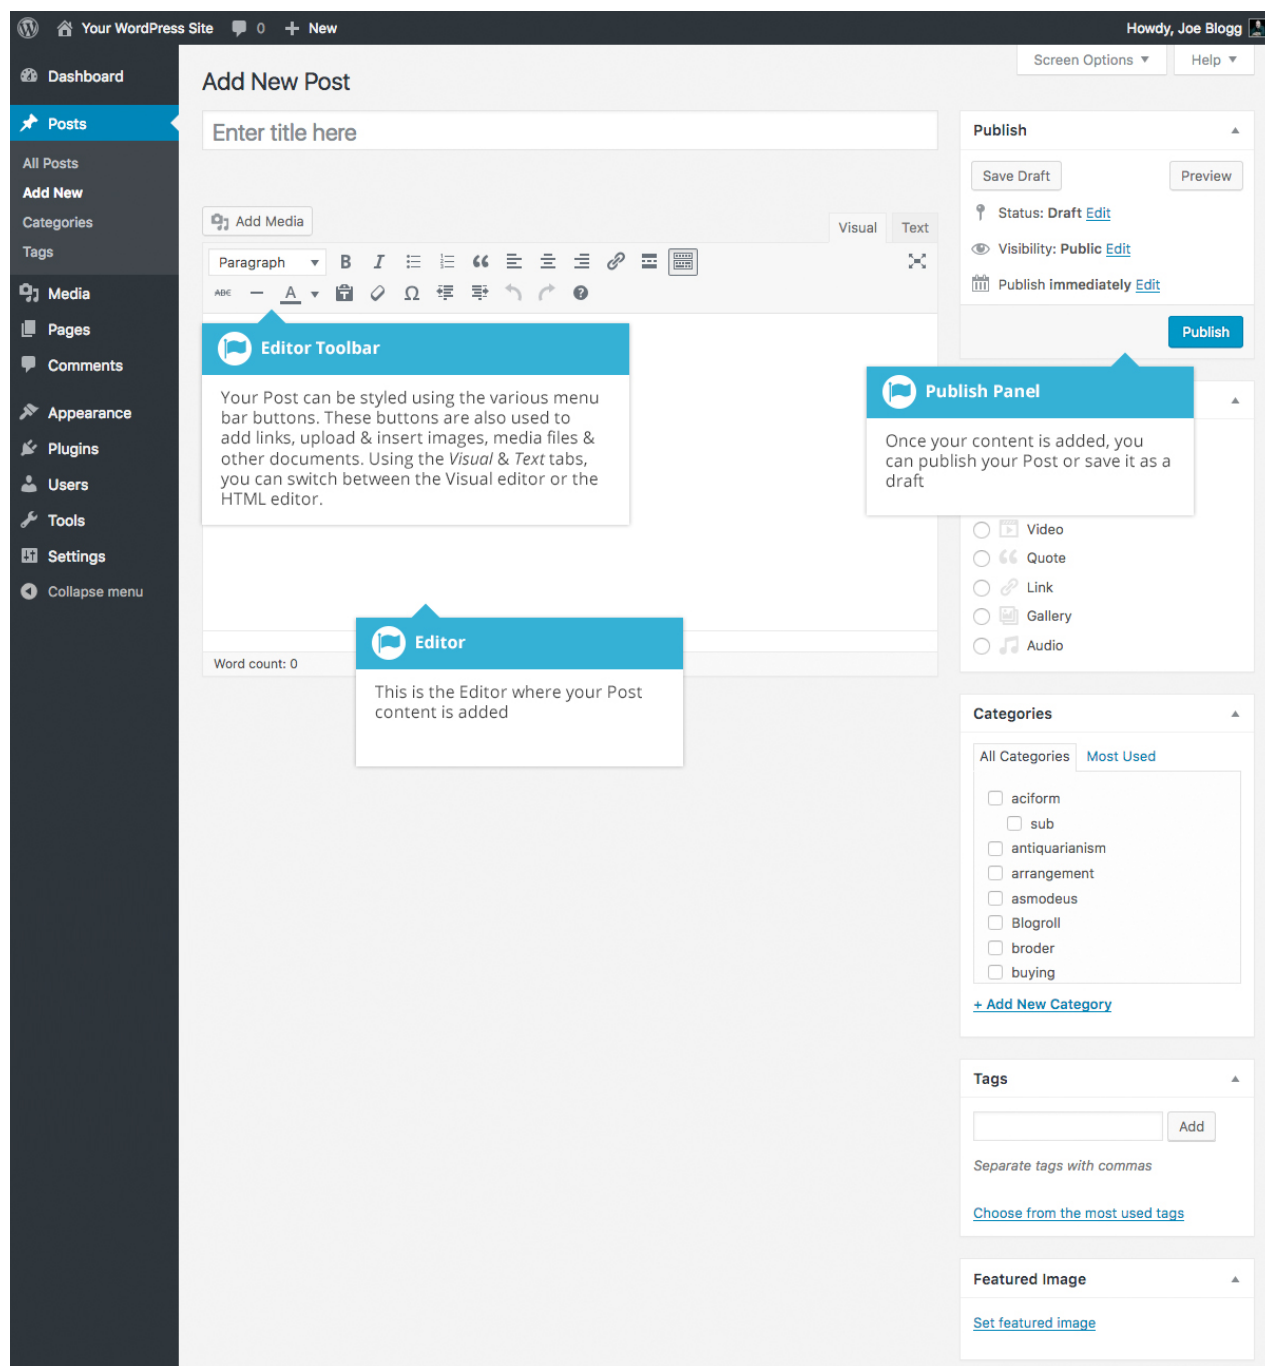 Your WordPress Site 0 + New Howdy, Joe Blogg
Screen Options Help
Dashboard
Posts
All Posts
Add New
Categories
Tags
Media
Pages
Comments
Appearance
Plugins
Users
Tools
Settings
Collapse menu
Add New Post
Enter title here
Add Media
Visual Text
Paragraph B I
ABE A Ω
Editor Toolbar
Your Post can be styled using the various menu
bar buttons. These buttons are also used to
add links, upload & insert images, media files &
other documents. Using the Visual & Text tabs,
you can switch between the Visual editor or the
HTML editor.
Editor
This is the Editor where your Post
content is added
Word count: 0
Publish
Save Draft Preview
Status: Draft Edit
Visibility: Public Edit
Publish immediately Edit
Publish
Publish Panel
Once your content is added, you
can publish your Post or save it as a
draft
Video
Quote
Link
Gallery
Audio
Categories
All Categories Most Used
aciform
sub
antiquarianism
arrangement
asmodeus
Blogroll
broder
buying
+ Add New Category
Tags
Add
Separate tags with commas
Choose from the most used tags
Featured Image
Set featured image